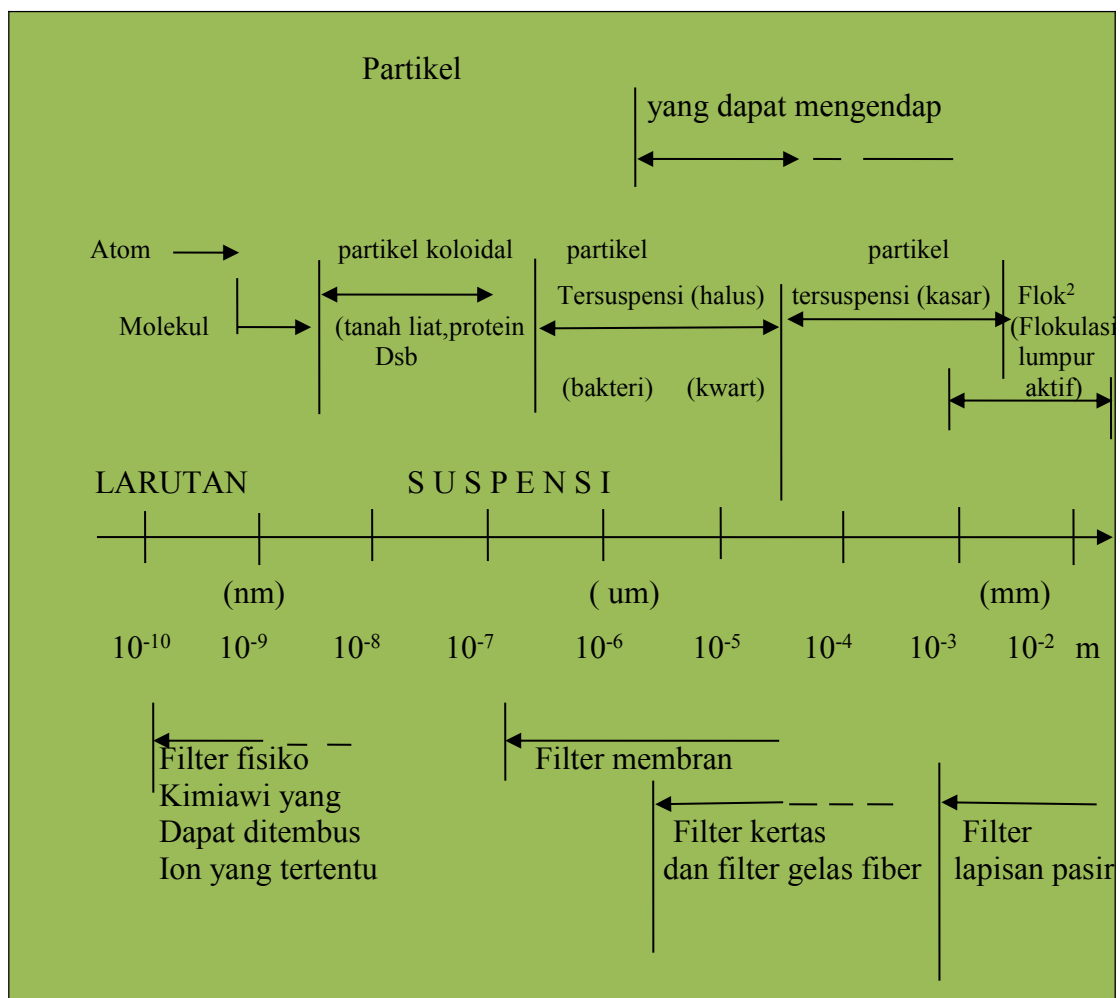 Partikel
yang dapat mengendap
Atom
partikel koloidal
partikel
partikel
Tersuspensi (halus)
tersuspensi (kasar)
Flok²
Molekul
(tanah liat,protein
(Flokulasi
Dsb
lumpur
(bakteri)
(kwart)
aktif)
LARUTAN
S U S P E N S I
(nm)
( um)
(mm)
10⁻¹⁰ 10⁻⁹ 10⁻⁸ 10⁻⁷ 10⁻⁶ 10⁻⁵ 10⁻⁴ 10⁻³ 10⁻² m
Filter fisiko
Kimiawi yang
Dapat ditembus
Ion yang tertentu
Filter membran
Filter kertas
dan filter gelas fiber
Filter
lapisan pasir